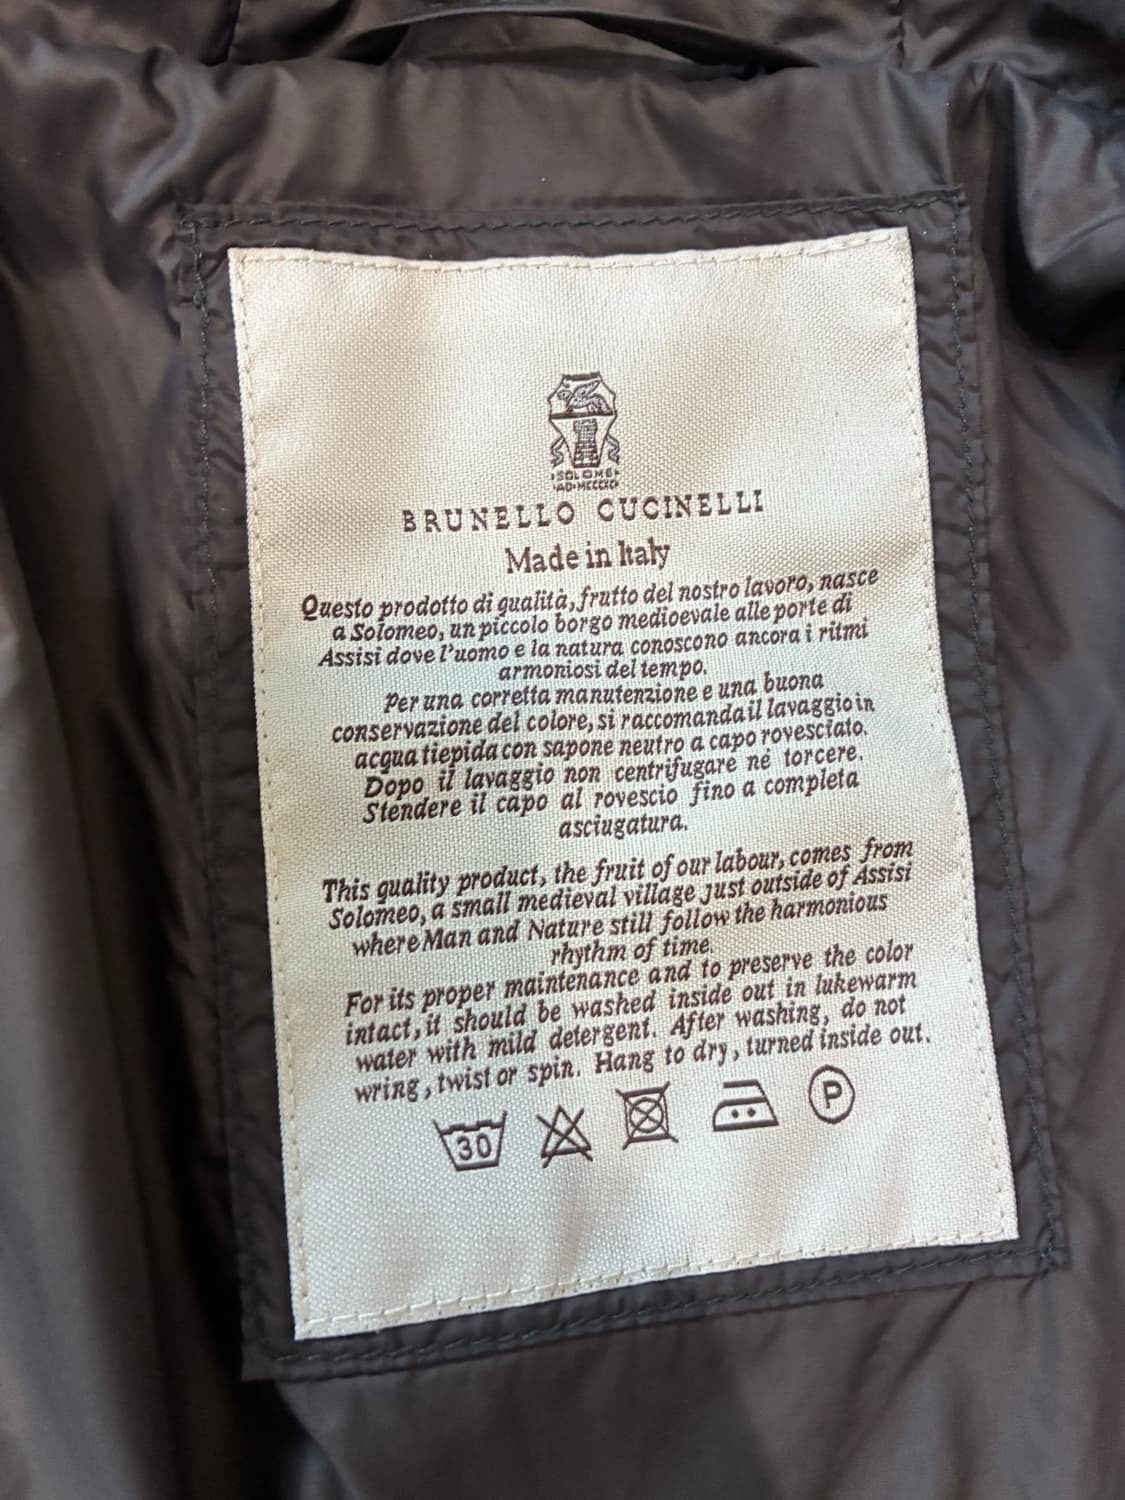 SOLOMEO
AD·MCCCXCI
BRUNELLO CUCINELLI
Made in Italy
Questo prodotto di qualità, frutto del nostro lavoro, nasce
a Solomeo, un piccolo borgo medioevale alle porte di
Assisi dove l'uomo e la natura conoscono ancora i ritmi
armoniosi del tempo.
Per una corretta manutenzione e una buona
conservazione del colore, si raccomanda il lavaggio in
acqua tiepida con sapone neutro a capo rovesciato.
Dopo il lavaggio non centrifugare né torcere.
Stendere il capo al rovescio fino a completa
asciugatura.
This quality product, the fruit of our labour, comes from
Solomeo, a small medieval village just outside of Assisi
where Man and Nature still follow the harmonious
rhythm of time.
For its proper maintenance and to preserve the color
intact, it should be washed inside out in lukewarm
water with mild detergent. After washing, do not
wring, twist or spin. Hang to dry, turned inside out.
30 P